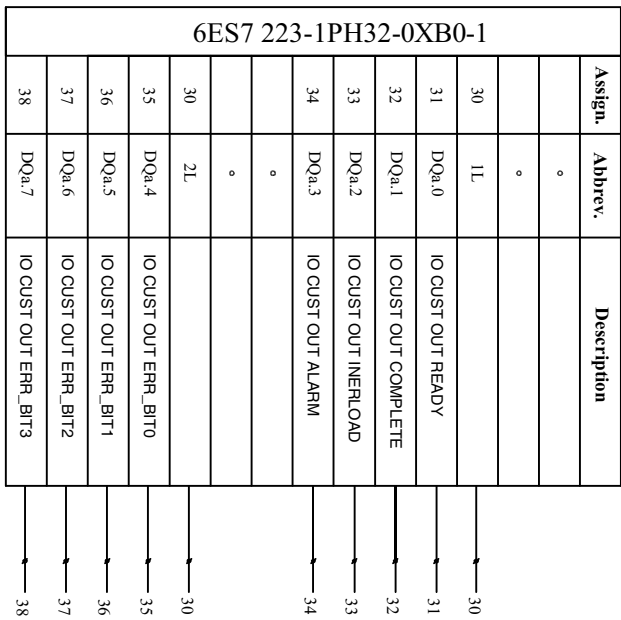 6ES7 223-1PH32-0XB0-1
Assign. Abbrev. Description
°
°
30 1L 30
31 DQa.0 IO CUST OUT READY 31
32 DQa.1 IO CUST OUT COMPLETE 32
33 DQa.2 IO CUST OUT INERLOAD 33
34 DQa.3 IO CUST OUT ALARM 34
°
°
30 2L 30
35 DQa.4 IO CUST OUT ERR_BIT0 35
36 DQa.5 IO CUST OUT ERR_BIT1 36
37 DQa.6 IO CUST OUT ERR_BIT2 37
38 DQa.7 IO CUST OUT ERR_BIT3 38